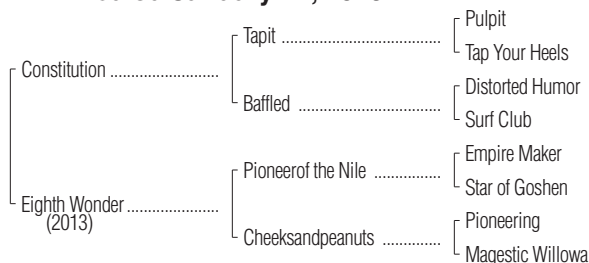 Pulpit
Tapit ..............................
Tap Your Heels
Constitution ........................
Distorted Humor
Baffled ...............................
Surf Club
Empire Maker
Pioneerof the Nile ..............
Star of Goshen
Eighth Wonder ....................
(2013)
Pioneering
Cheeksandpeanuts .............
Magestic Willowa